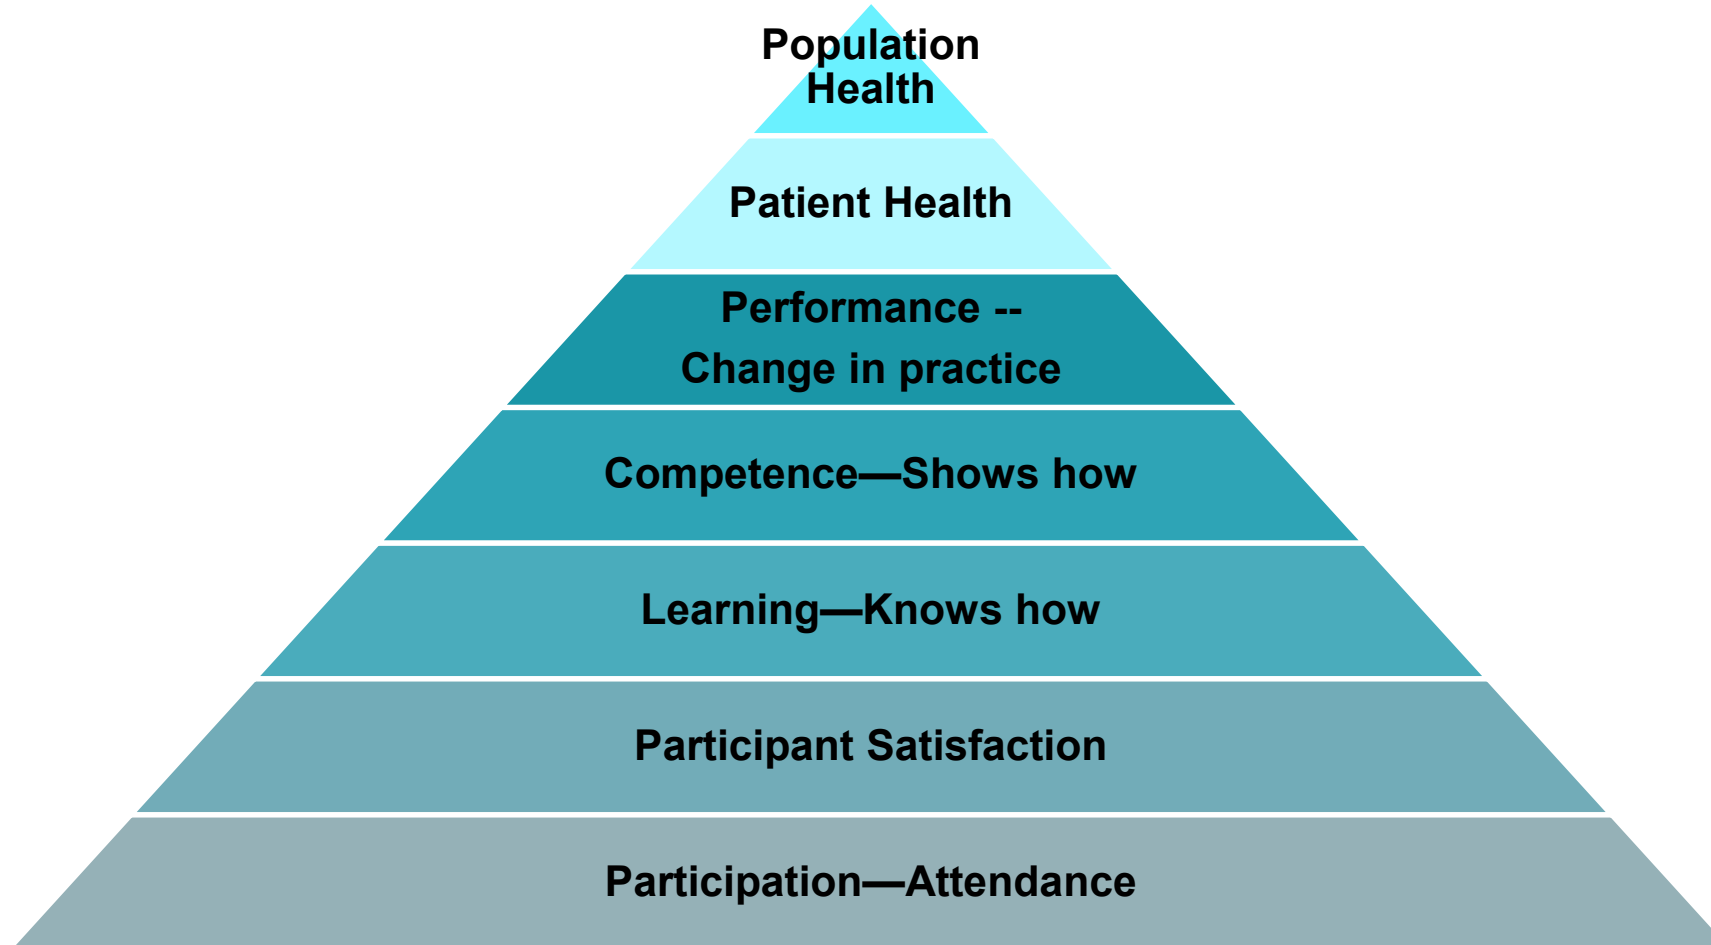 Population
Health
Patient Health
Performance --
Change in practice
Competence—Shows how
Learning—Knows how
Participant Satisfaction
Participation—Attendance